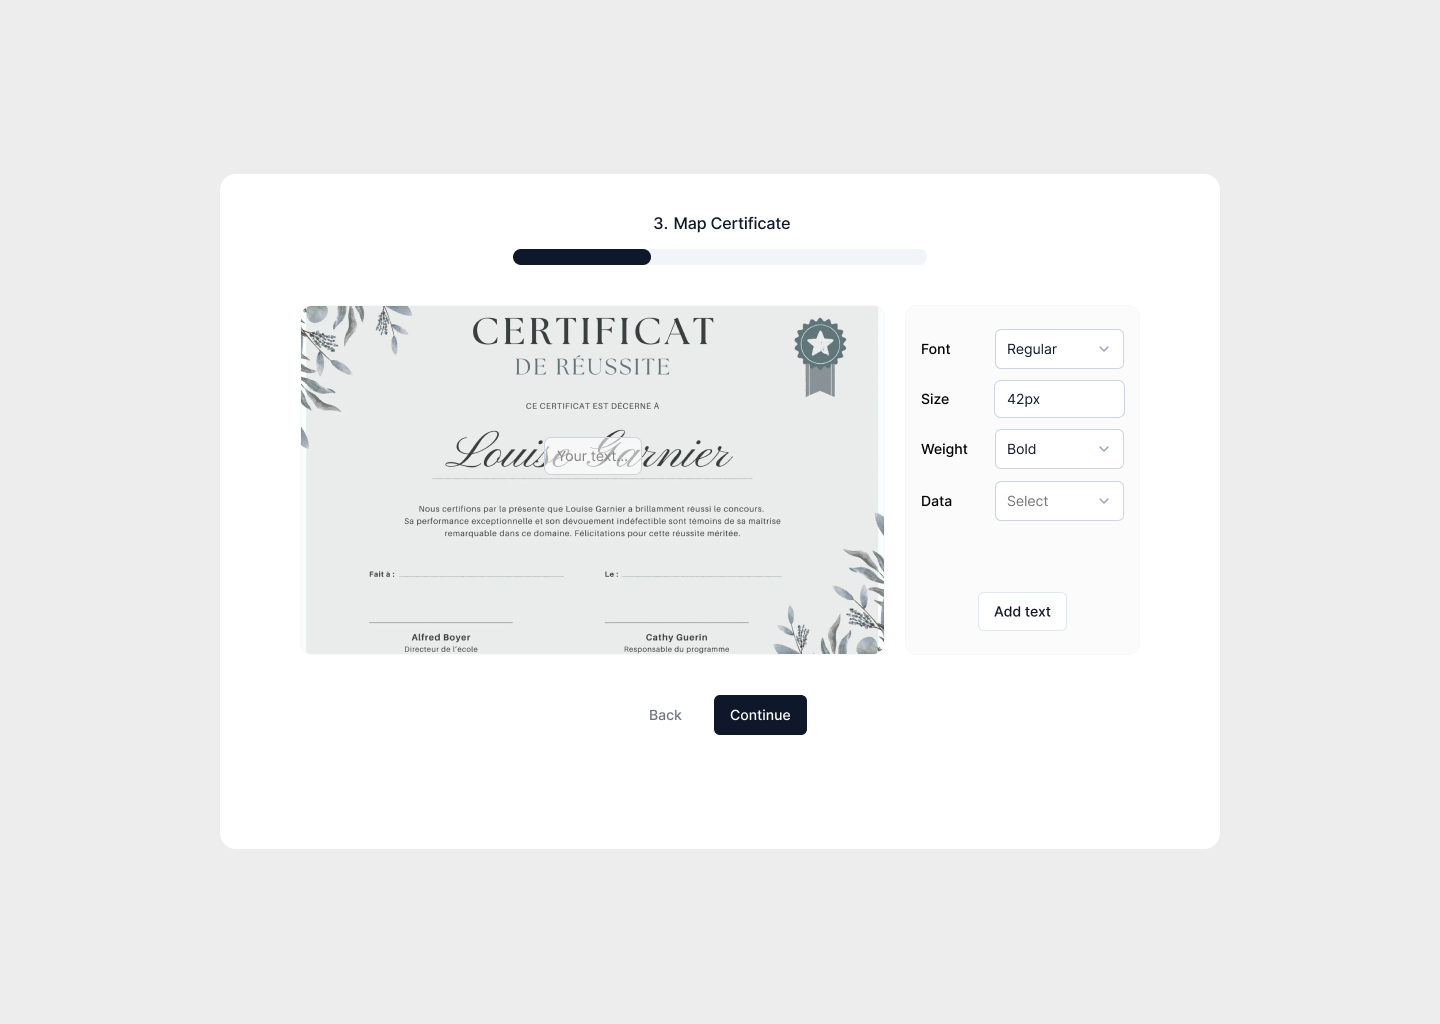 3. Map Certificate
CERTIFICAT
DE RÉUSSITE
CE CERTIFICAT EST DÉCERNÉ À
Louise Garnier
Your text...
Nous certifions par la présente que Louise Garnier a brillamment réussi le concours.
Sa performance exceptionnelle et son dévouement indéfectible sont témoins de sa maîtrise
remarquable dans ce domaine. Félicitations pour cette réussite méritée.
Fait à :
Le :
Alfred Boyer
Directeur de l'école
Cathy Guerin
Responsable du programme
Font
Regular
Size
42px
Weight
Bold
Data
Select
Add text
Back
Continue